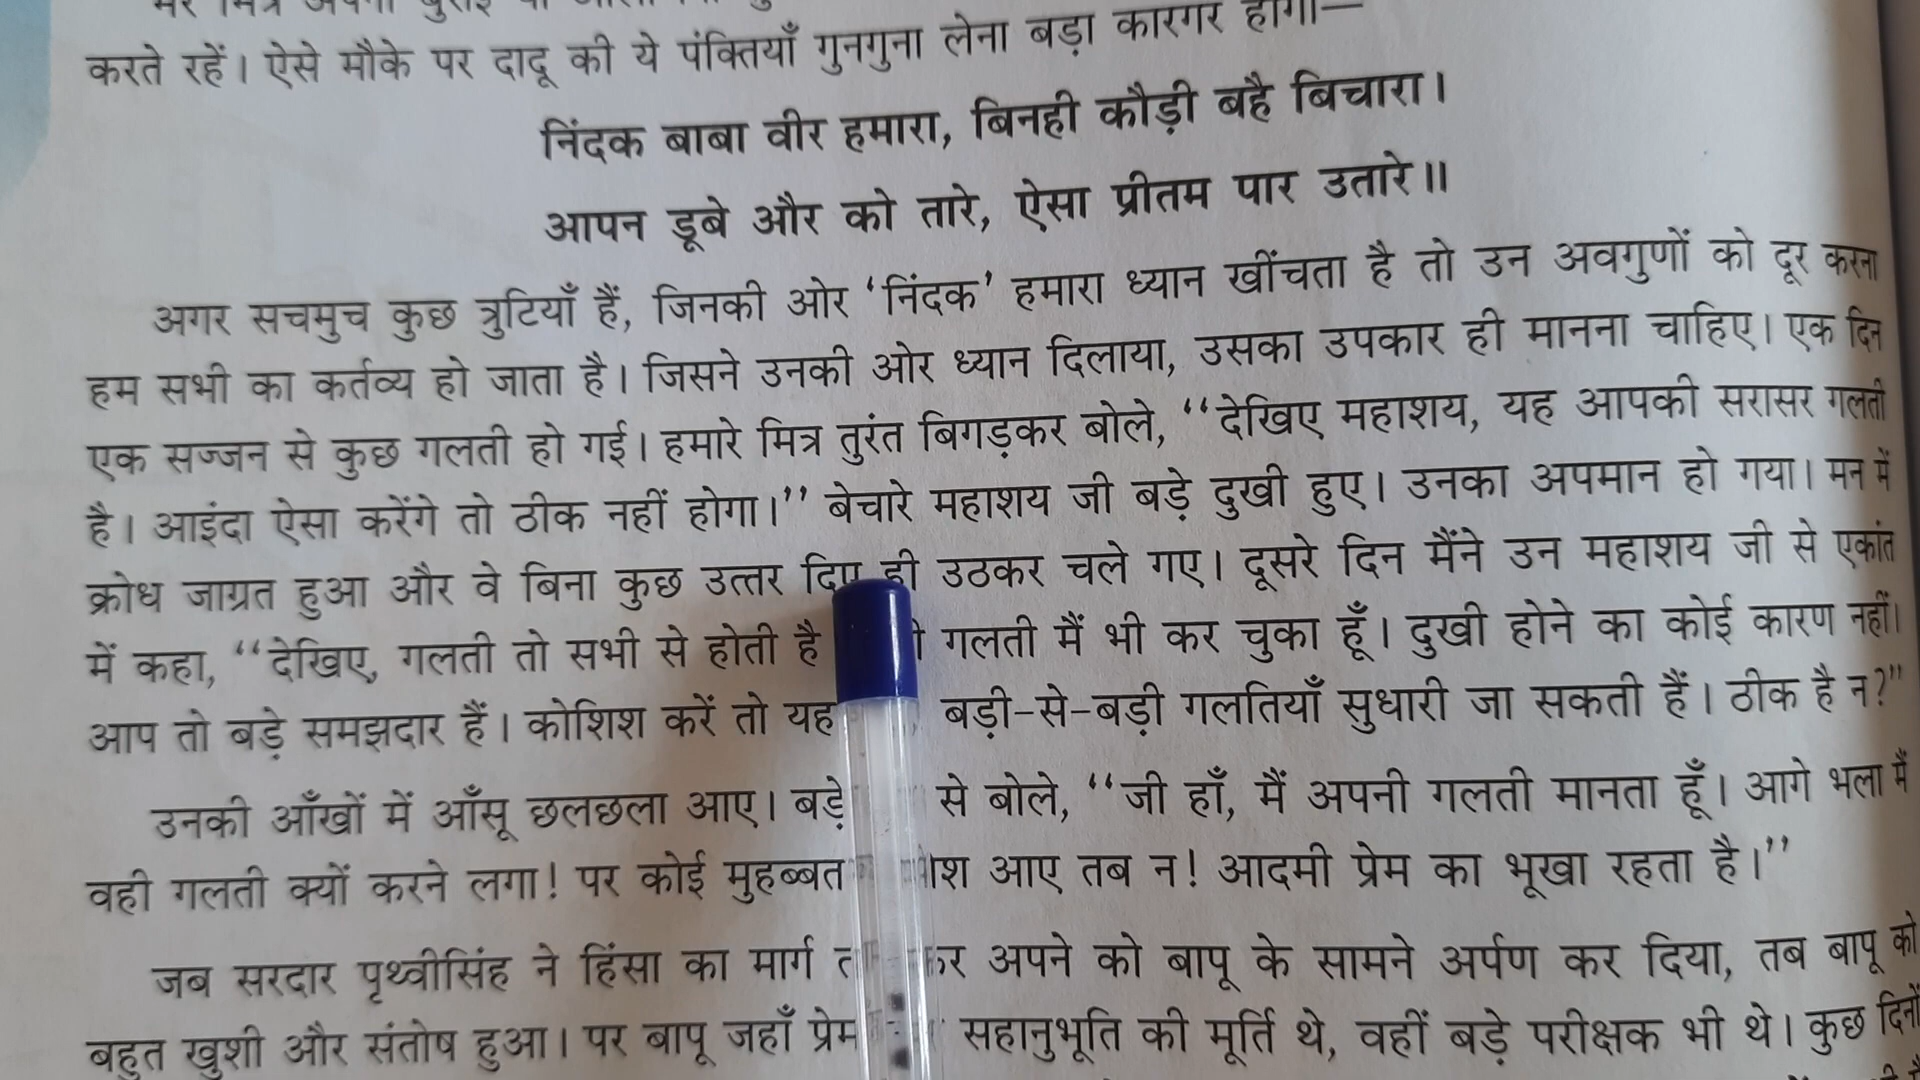 करते रहें। ऐसे मौके पर दादू की ये पंक्तियाँ गुनगुना लेना बड़ा कारगर होगा—
निंदक बाबा वीर हमारा, बिनही कौड़ी बहै बिचारा।
आपन डूबे और को तारे, ऐसा प्रीतम पार उतारे॥
अगर सचमुच कुछ त्रुटियाँ हैं, जिनकी ओर ‘निंदक’ हमारा ध्यान खींचता है तो उन अवगुणों को दूर करना
हम सभी का कर्तव्य हो जाता है। जिसने उनकी ओर ध्यान दिलाया, उसका उपकार ही मानना चाहिए। एक दिन
एक सज्जन से कुछ गलती हो गई। हमारे मित्र तुरंत बिगड़कर बोले, “देखिए महाशय, यह आपकी सरासर गलती
है। आइंदा ऐसा करेंगे तो ठीक नहीं होगा।” बेचारे महाशय जी बड़े दुखी हुए। उनका अपमान हो गया। मन में
क्रोध जाग्रत हुआ और वे बिना कुछ उत्तर दिए ही उठकर चले गए। दूसरे दिन मैंने उन महाशय जी से एकांत
में कहा, “देखिए, गलती तो सभी से होती है गलती मैं भी कर चुका हूँ। दुखी होने का कोई कारण नहीं।
आप तो बड़े समझदार हैं। कोशिश करें तो यह बड़ी-से-बड़ी गलतियाँ सुधारी जा सकती हैं। ठीक है न?”
उनकी आँखों में आँसू छलछला आए। बड़े से बोले, “जी हाँ, मैं अपनी गलती मानता हूँ। आगे भला मैं
वही गलती क्यों करने लगा! पर कोई मुहब्बत आए तब न! आदमी प्रेम का भूखा रहता है।”
जब सरदार पृथ्वीसिंह ने हिंसा का मार्ग अपने को बापू के सामने अर्पण कर दिया, तब बापू को
बहुत खुशी और संतोष हुआ। पर बापू जहाँ प्रेम सहानुभूति की मूर्ति थे, वहीं बड़े परीक्षक भी थे। कुछ दिनों